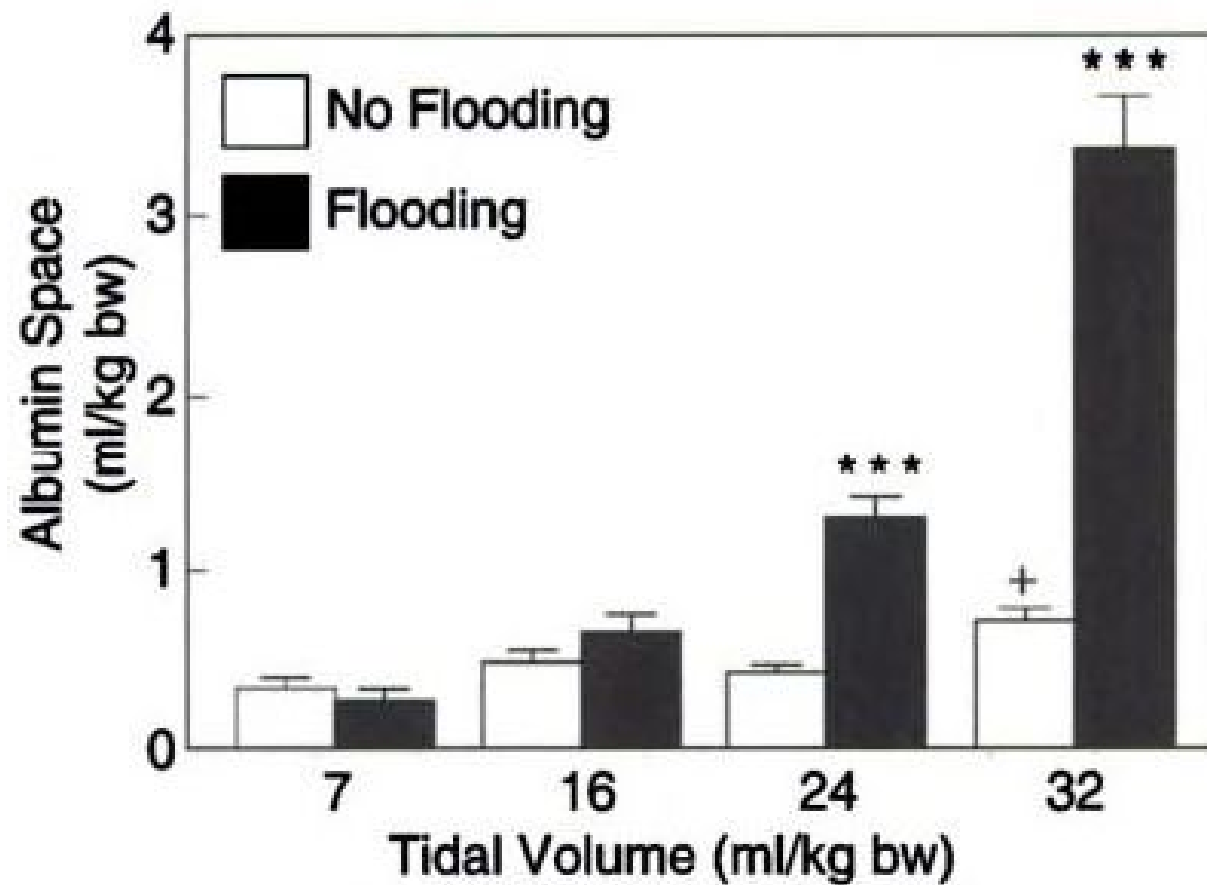 4
3
2
1
0
No Flooding
Flooding
Albumin Space
(ml/kg bw)
***
***
+
7 16 24 32
Tidal Volume (ml/kg bw)